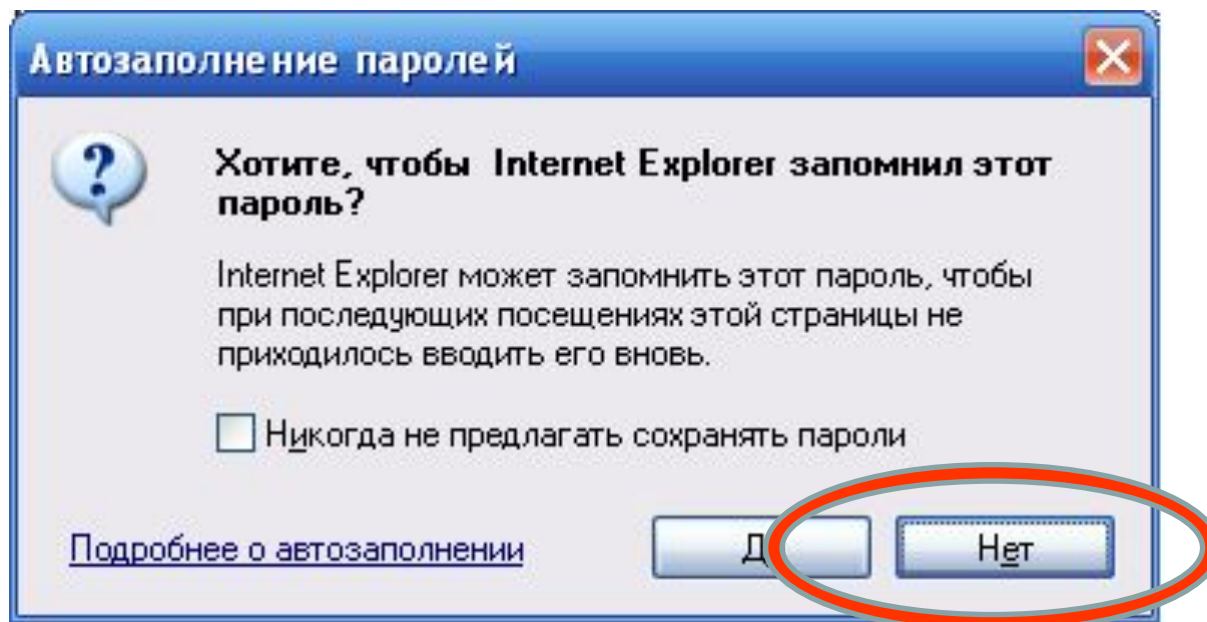 Автозаполнение паролей
Хотите, чтобы Internet Explorer запомнил этот
пароль?
Internet Explorer может запомнить этот пароль, чтобы
при последующих посещениях этой страницы не
приходилось вводить его вновь.
Никогда не предлагать сохранять пароли
Подробнее о автозаполнении
Нет